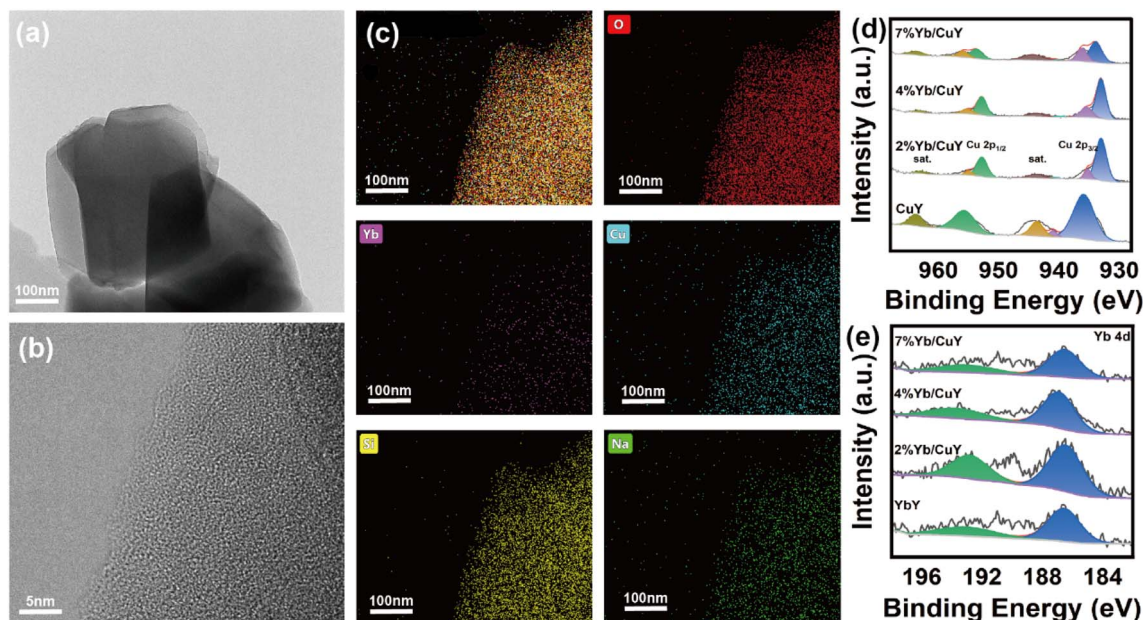 (a)
100nm
(b)
5nm
(c)
100nm
O
100nm
Yb
100nm
Cu
100nm
Si
100nm
Na
100nm
(d)
7%Yb/CuY
4%Yb/CuY
2%Yb/CuY
sat.
Cu 2p1/2
sat.
Cu 2p3/2
CuY
Intensity (a.u.)
960 950 940 930
Binding Energy (eV)
(e)
Yb 4d
7%Yb/CuY
4%Yb/CuY
2%Yb/CuY
YbY
Intensity (a.u.)
196 192 188 184
Binding Energy (eV)